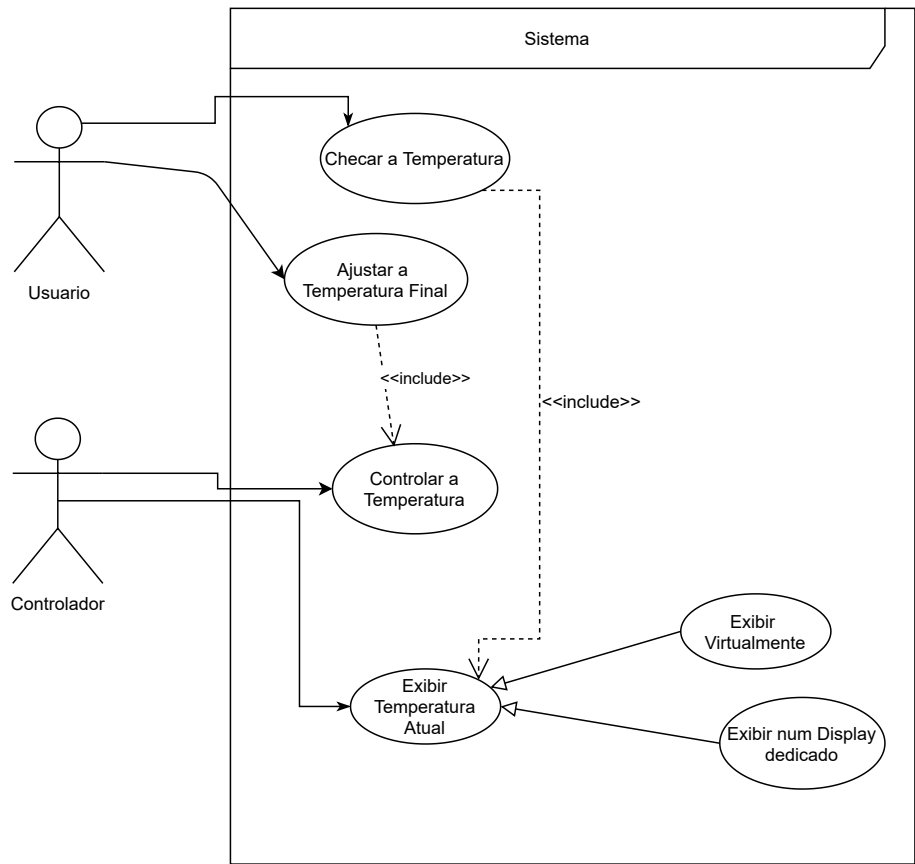 Sistema
Checar a Temperatura
Ajustar a
Temperatura Final
Usuario
<<include>>
<<include>>
Controlar a
Temperatura
Controlador
Exibir
Virtualmente
Exibir
Temperatura
Atual
Exibir num Display
dedicado